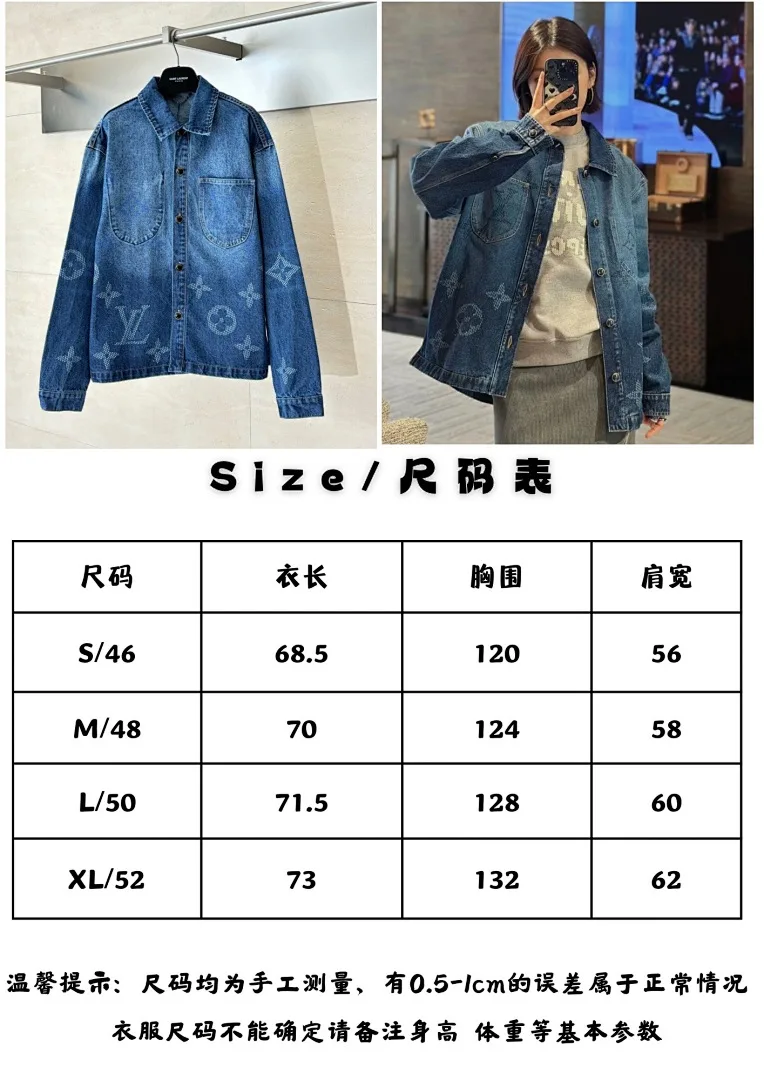 LV
Size/尺码表
尺码 衣长 胸围 肩宽
S/46 68.5 120 56
M/48 70 124 58
L/50 71.5 128 60
XL/52 73 132 62
温馨提示：尺码均为手工测量，有0.5-1cm的误差属于正常情况
衣服尺码不能确定请备注身高 体重等基本参数